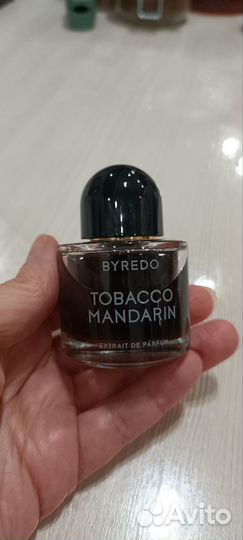 BYREDO
TOBACCO
MANDARIN
EXTRAIT DE PARFUM
Avito